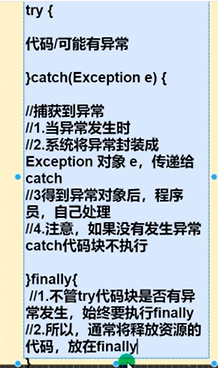 try {
代码/可能有异常
}catch(Exception e) {
//捕获到异常
//1.当异常发生时
//2.系统将异常封装成
Exception 对象 e，传递给
catch
//3得到异常对象后，程序
员，自己处理
//4.注意，如果没有发生异常
catch代码块不执行
}finally{
//1.不管try代码块是否有异
常发生，始终要执行finally
//2.所以，通常将释放资源的
代码，放在finally
}